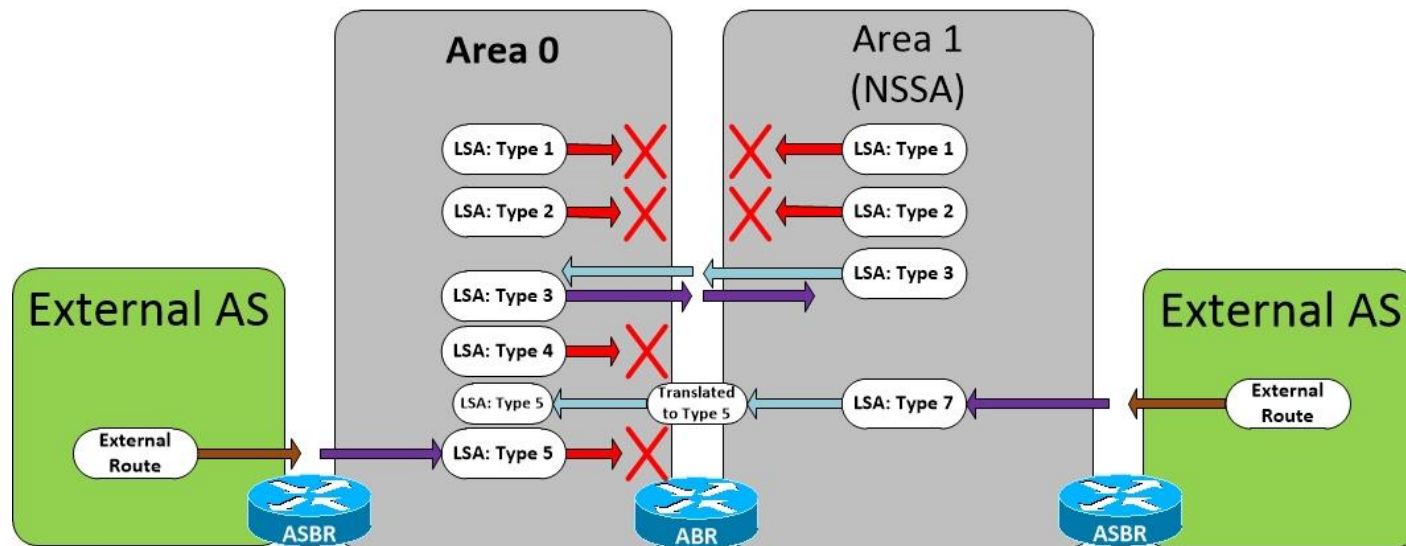 Area 0
Area 1
(NSSA)
LSA: Type 1
LSA: Type 1
LSA: Type 2
LSA: Type 2
LSA: Type 3
LSA: Type 3
External AS
External AS
LSA: Type 4
LSA: Type 5
Translated
to Type 5
LSA: Type 7
External
Route
External
Route
LSA: Type 5
ASBR
ABR
ASBR